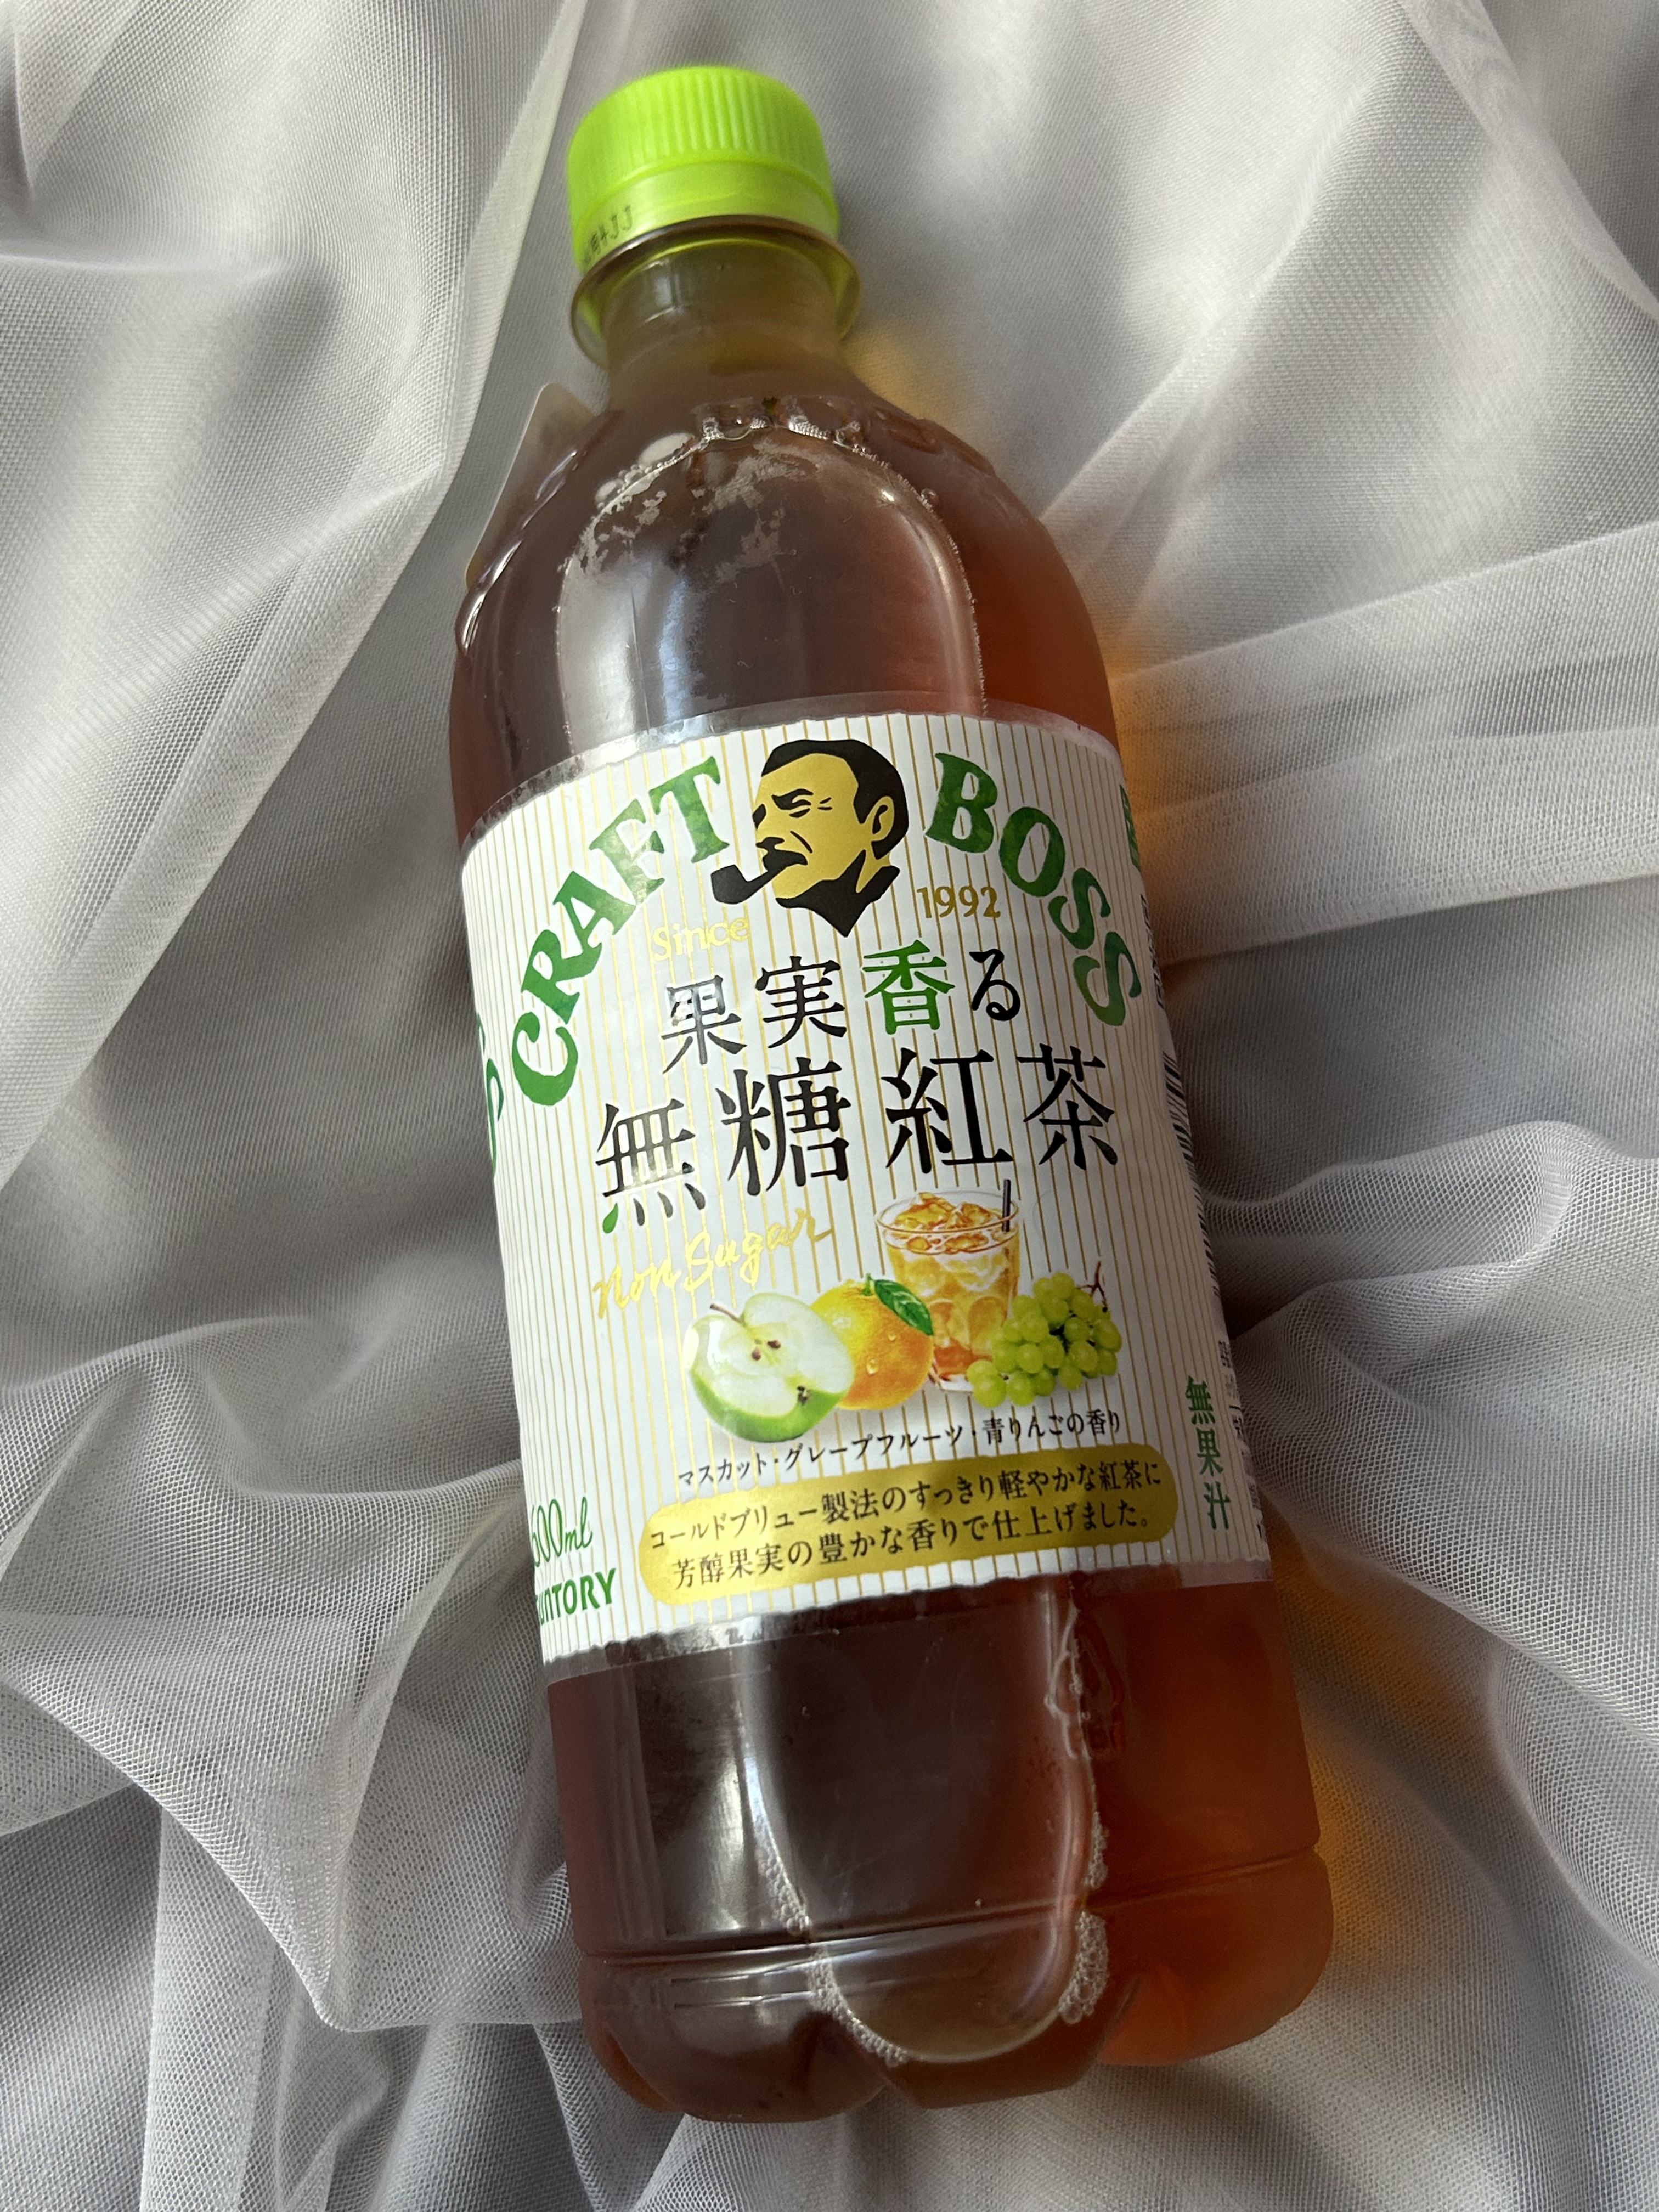 CRAFT BOSS
Since 1992
果実香る
無糖紅茶
Non Sugar
マスカット・グレープフルーツ・青りんごの香り
コールドブリュー製法のすっきり軽やかな紅茶に
芳醇果実の豊かな香りで仕上げました。
600ml
SUNTORY
無果汁